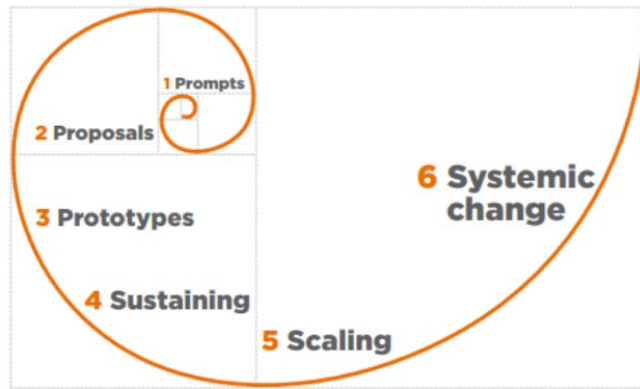 1 Prompts
2 Proposals
3 Prototypes
4 Sustaining
5 Scaling
6 Systemic
change